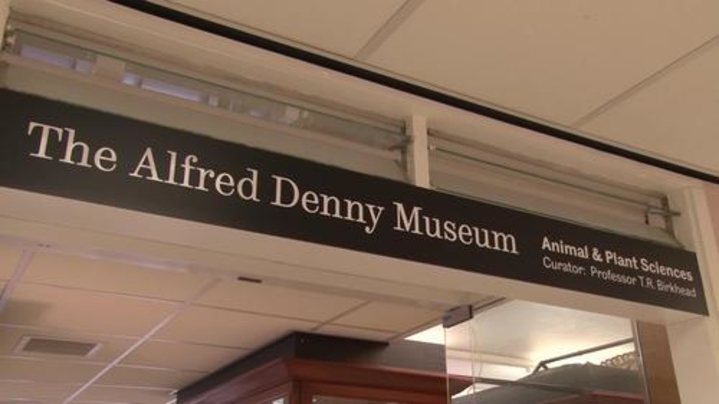 The Alfred Denny Museum
Animal & Plant Sciences
Curator: Professor T.R. Birkhead